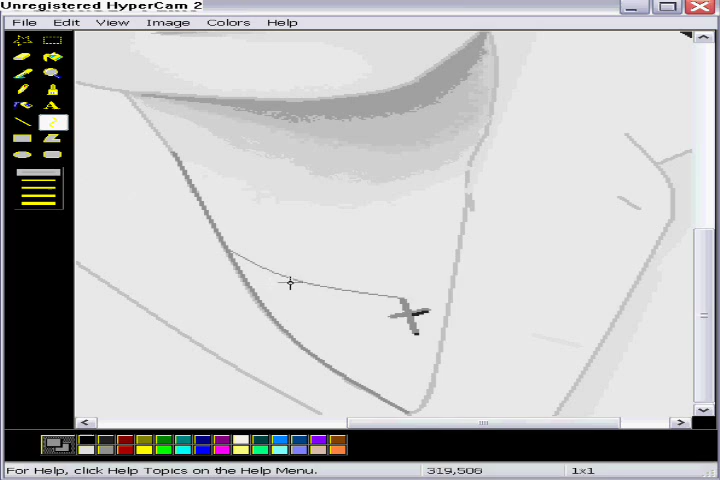 Unregistered HyperCam 2
File Edit View Image Colors Help
A
For Help, click Help Topics on the Help Menu.
319,506
1x1